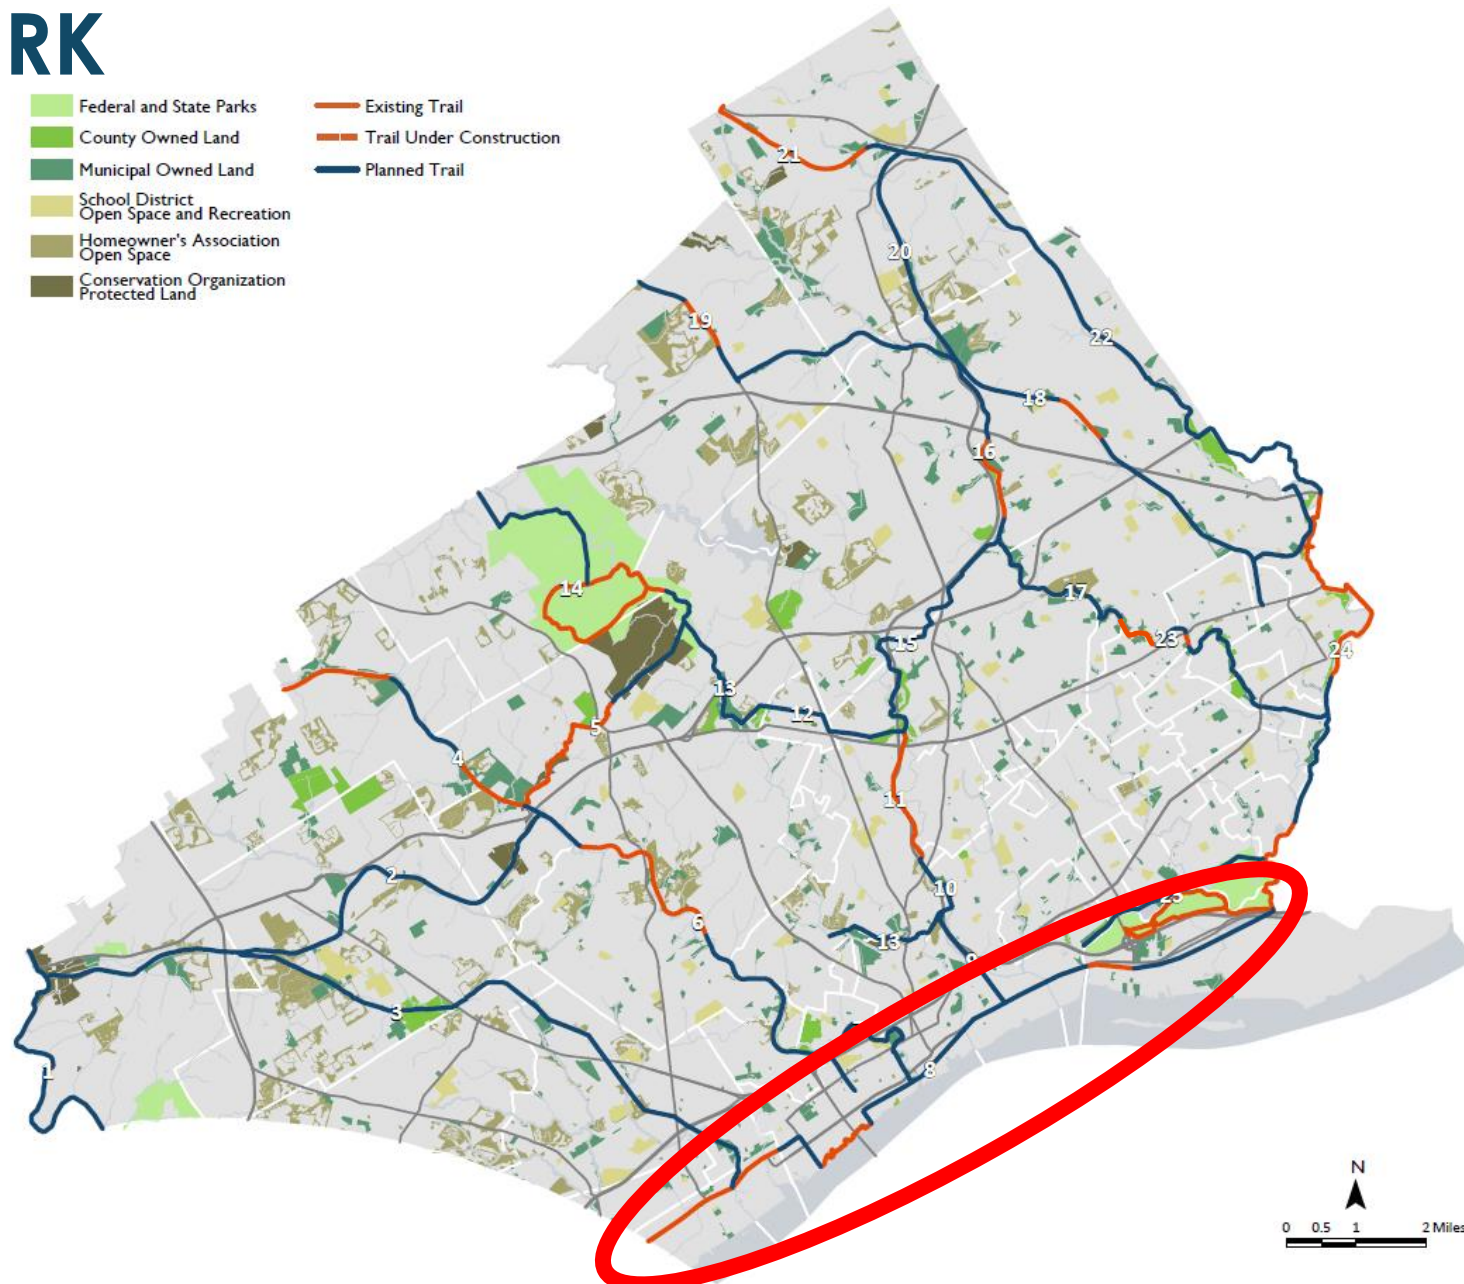 RK
Federal and State Parks
County Owned Land
Municipal Owned Land
School District
Open Space and Recreation
Homeowner's Association
Open Space
Conservation Organization
Protected Land
Existing Trail
Trail Under Construction
Planned Trail
21
20
19
22
18
16
14
17
15
23
24
13
12
5
4
11
2
10
25
6
13
9
3
1
8
N
0 0.5 1 2 Miles